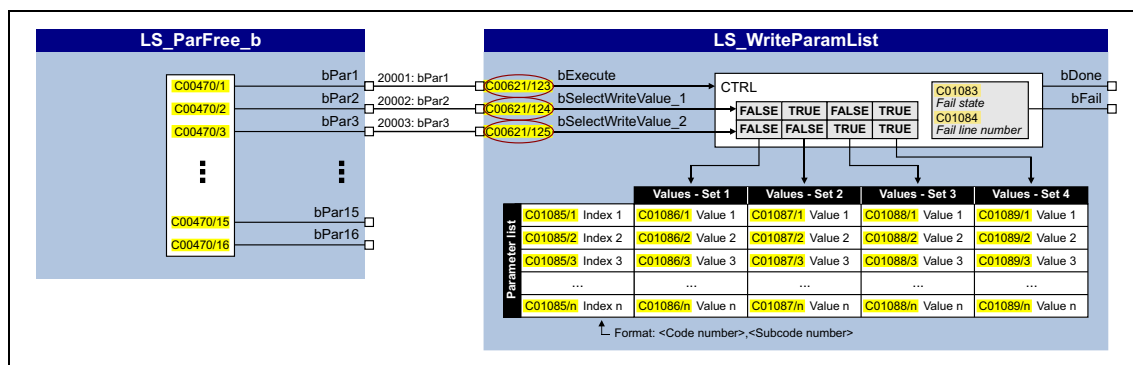 LS_ParFree_b
LS_WriteParamList
C00470/1
bPar1
20001: bPar1
C00621/123
bExecute
CTRL
C01083
Fail state
C01084
Fail line number
bDone
C00470/2
bPar2
20002: bPar2
C00621/124
bSelectWriteValue_1
FALSE TRUE FALSE TRUE
bFail
C00470/3
bPar3
20003: bPar3
C00621/125
bSelectWriteValue_2
FALSE FALSE TRUE TRUE
C00470/15
bPar15
C00470/16
bPar16
Values - Set 1 Values - Set 2 Values - Set 3 Values - Set 4
Parameter list
C01085/1 Index 1 C01086/1 Value 1 C01087/1 Value 1 C01088/1 Value 1 C01089/1 Value 1
C01085/2 Index 2 C01086/2 Value 2 C01087/2 Value 2 C01088/2 Value 2 C01089/2 Value 2
C01085/3 Index 3 C01086/3 Value 3 C01087/3 Value 3 C01088/3 Value 3 C01089/3 Value 3
... ... ... ... ...
C01085/n Index n C01086/n Value n C01087/n Value n C01088/n Value n C01089/n Value n
Format: <Code number>,<Subcode number>